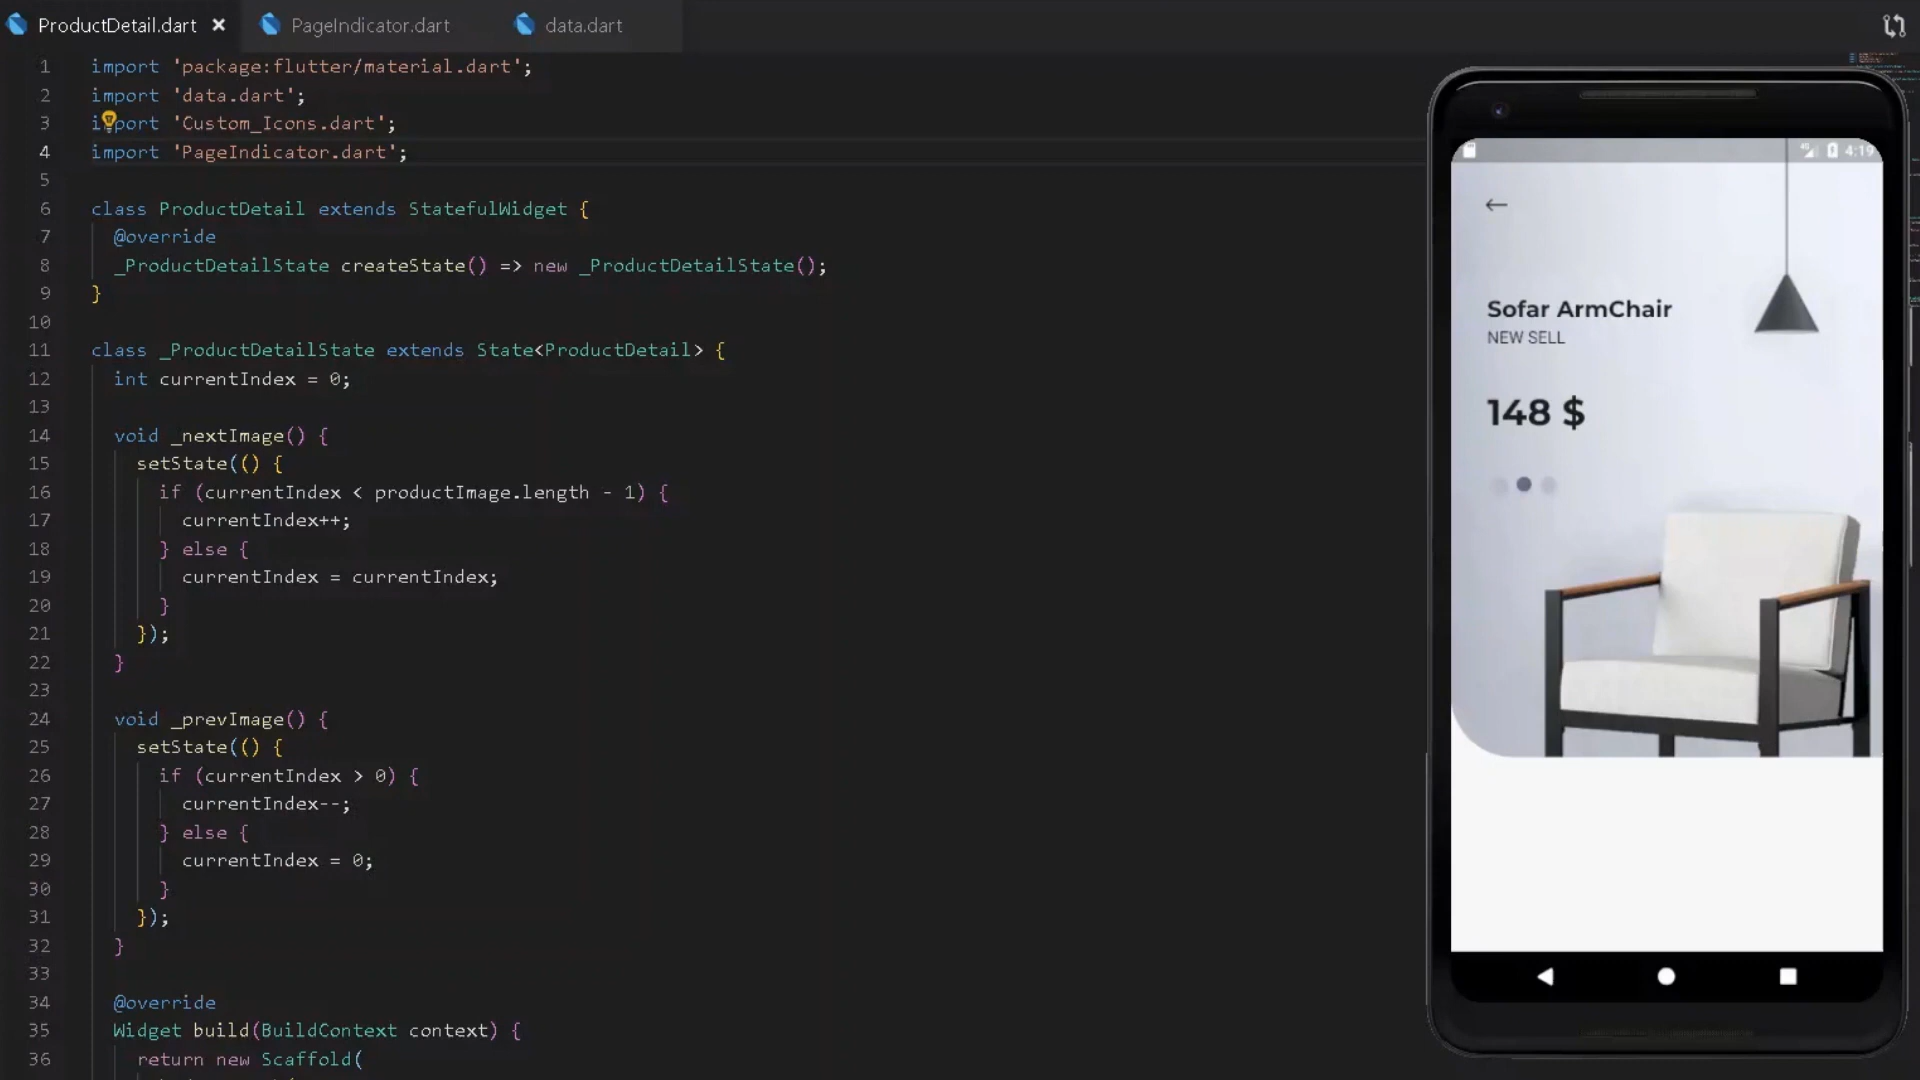 ProductDetail.dart × PageIndicator.dart data.dart
1 import 'package:flutter/material.dart';
2 import 'data.dart';
3 import 'Custom_Icons.dart';
4 import 'PageIndicator.dart';
5
6 class ProductDetail extends StatefulWidget {
7 @override
8 _ProductDetailState createState() => new _ProductDetailState();
9 }
10
11 class _ProductDetailState extends State<ProductDetail> {
12 int currentIndex = 0;
13
14 void _nextImage() {
15 setState(() {
16 if (currentIndex < productImage.length - 1) {
17 currentIndex++;
18 } else {
19 currentIndex = currentIndex;
20 }
21 });
22 }
23
24 void _prevImage() {
25 setState(() {
26 if (currentIndex > 0) {
27 currentIndex--;
28 } else {
29 currentIndex = 0;
30 }
31 });
32 }
33
34 @override
35 Widget build(BuildContext context) {
36 return new Scaffold(
4G 4:19
Sofar ArmChair
NEW SELL
148 $